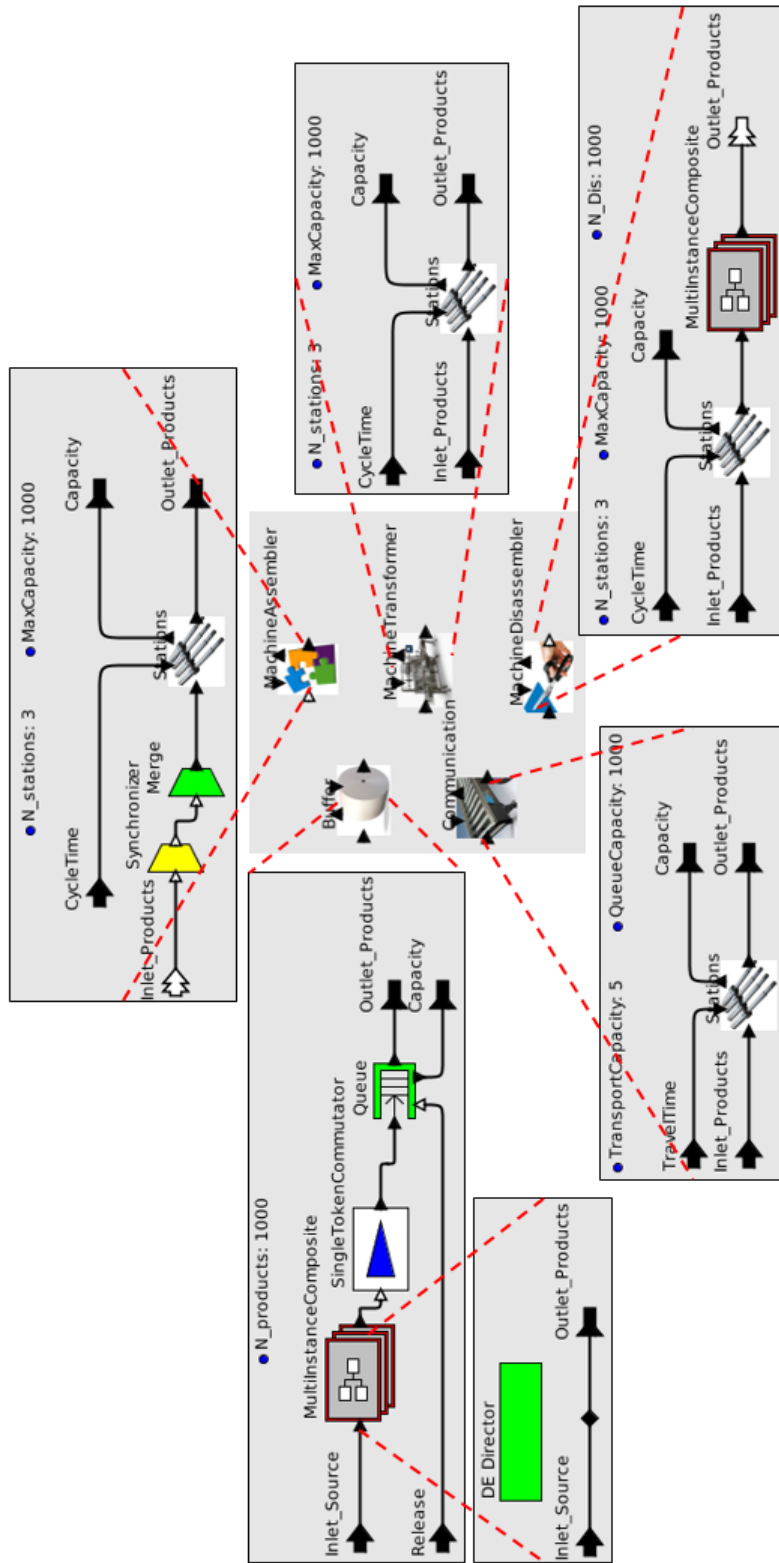 N_stations: 3
MaxCapacity: 1000
CycleTime
Capacity
Inlet_Products
Synchronizer
Merge
Stations
Outlet_Products
N_products: 1000
Inlet_Source
MultiInstanceComposite
SingleTokenCommutator
Queue
Outlet_Products
Release
Capacity
DE Director
Inlet_Source
Outlet_Products
Buffer
MachineAssembler
MachineTransformer
Communication
MachineDisassembler
N_stations: 3
MaxCapacity: 1000
CycleTime
Capacity
Inlet_Products
Stations
Outlet_Products
TransportCapacity: 5
QueueCapacity: 1000
TravelTime
Capacity
Inlet_Products
Stations
Outlet_Products
N_stations: 3
MaxCapacity: 1000
N_Dis: 1000
CycleTime
Capacity
Inlet_Products
Stations
MultiInstanceComposite
Outlet_Products